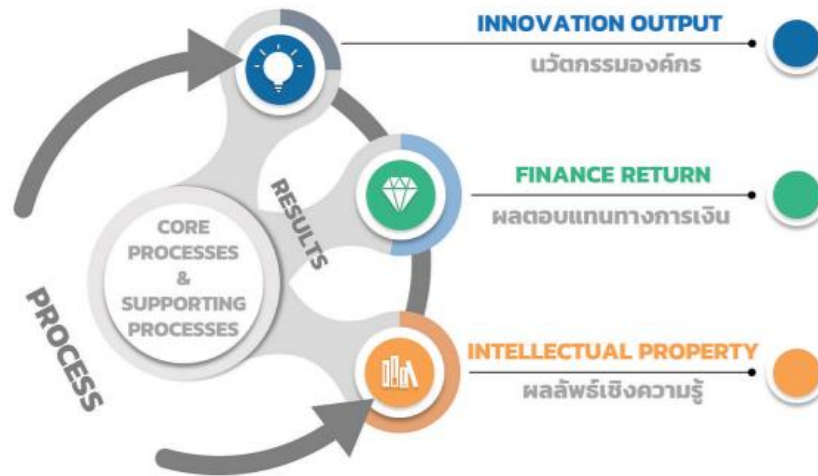 INNOVATION OUTPUT
นวัตกรรมองค์กร
FINANCE RETURN
ผลตอบแทนทางการเงิน
RESULTS
CORE
PROCESSES
&
SUPPORTING
PROCESSES
PROCESS
INTELLECTUAL PROPERTY
ผลลัพธ์เชิงความรู้